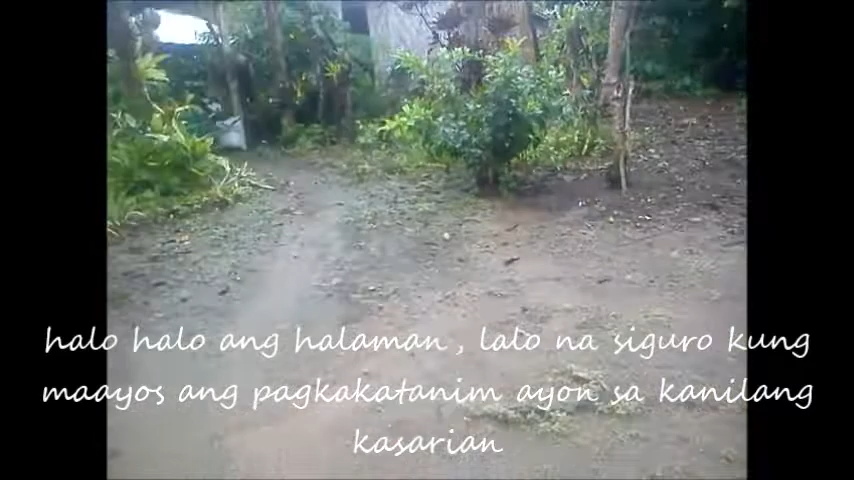 halo halo ang halaman , lalo na siguro kung
maayos ang pagkakatanim ayon sa kanilang
kasarian